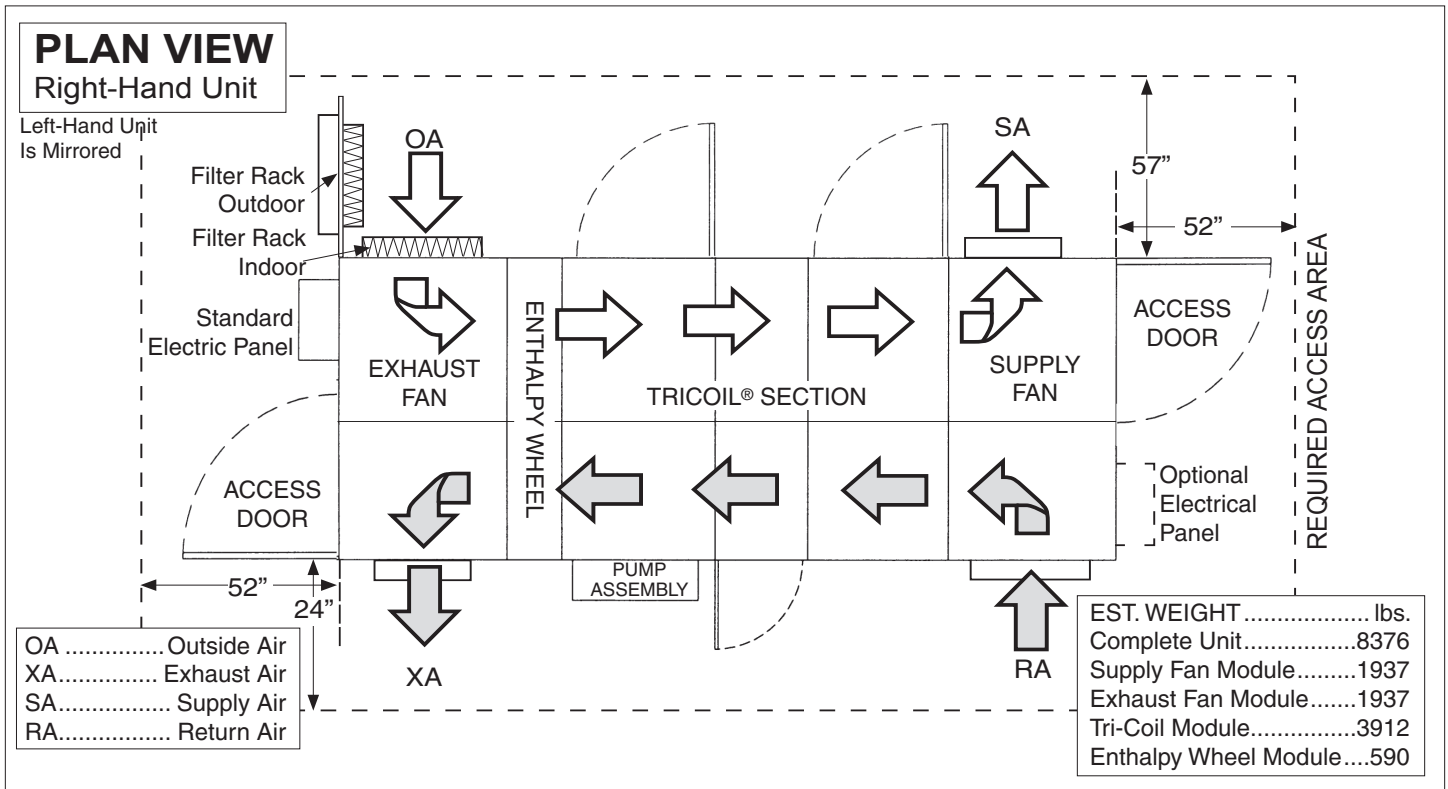 PLAN VIEW
Right-Hand Unit
Left-Hand Unit
Is Mirrored
Filter Rack
Outdoor
Filter Rack
Indoor
Standard
Electric Panel
OA
SA
57”
52”
EXHAUST
FAN
ENTHALPY WHEEL
TRICOIL® SECTION
SUPPLY
FAN
ACCESS
DOOR
REQUIRED ACCESS AREA
ACCESS
DOOR
Optional
Electrical
Panel
52”
24”
PUMP
ASSEMBLY
XA
RA
OA ............... Outside Air
XA............... Exhaust Air
SA................. Supply Air
RA................. Return Air
EST. WEIGHT ................... lbs.
Complete Unit.................8376
Supply Fan Module.........1937
Exhaust Fan Module.......1937
Tri-Coil Module................3912
Enthalpy Wheel Module....590